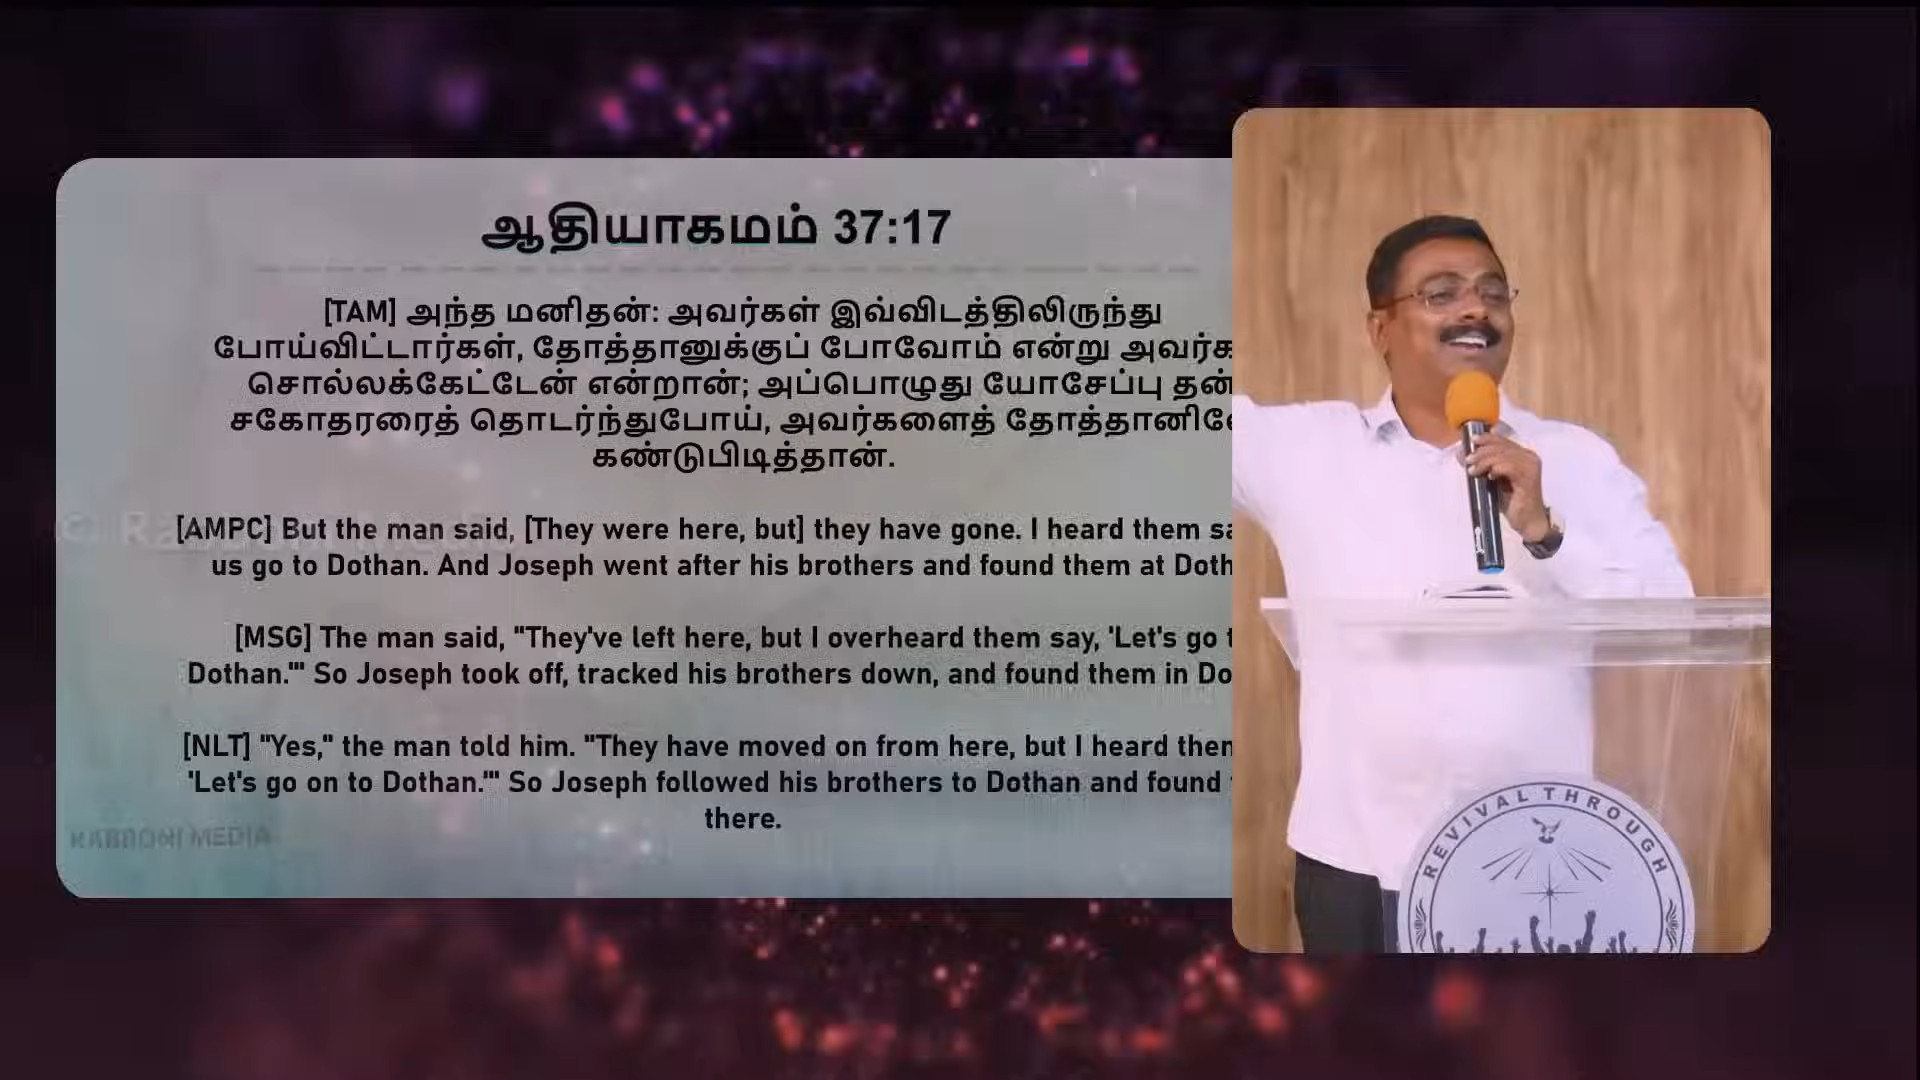 ஆதியாகமம் 37:17
[TAM] அந்த மனிதன்: அவர்கள் இவ்விடத்திலிருந்து
போய்விட்டார்கள், தோத்தானுக்குப் போவோம் என்று
சொல்லக்கேட்டேன் என்றான்; அப்பொழுது யோசேப்பு தன்
சகோதரரைத் தொடர்ந்துபோய், அவர்களைத்
கண்டுபிடித்தான்.
[AMPC] But the man said, [They were here, but] they have gone. I heard them
us go to Dothan. And Joseph went after his brothers and found them at
[MSG] The man said, "They've left here, but I overheard them say, 'Let's go
Dothan.'" So Joseph took off, tracked his brothers down, and found them in
[NLT] "Yes," the man told him. "They have moved on from here, but I heard
'Let's go on to Dothan.'" So Joseph followed his brothers to Dothan and found
there.
RABBONI MEDIA
REVIVAL THROUGH